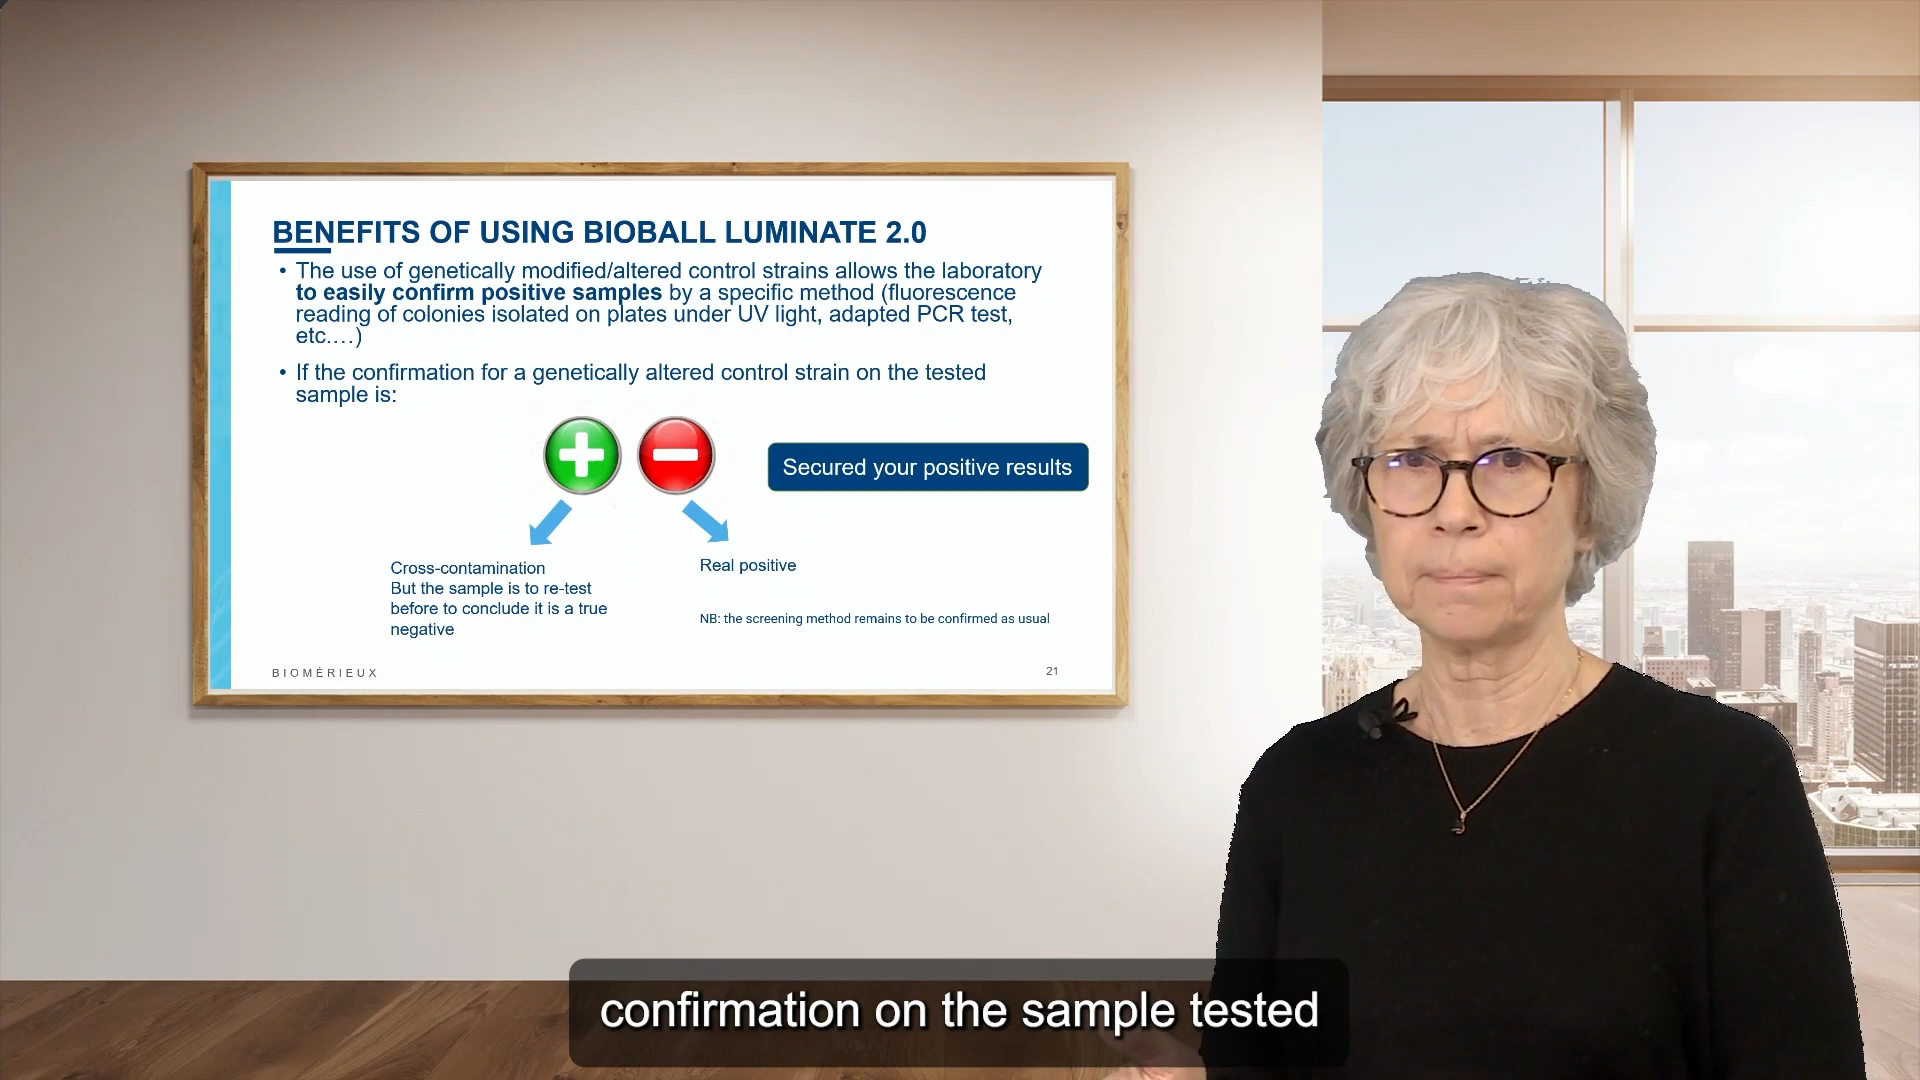 BENEFITS OF USING BIOBALL LUMINATE 2.0
• The use of genetically modified/altered control strains allows the laboratory
to easily confirm positive samples by a specific method (fluorescence
reading of colonies isolated on plates under UV light, adapted PCR test,
etc.…)
• If the confirmation for a genetically altered control strain on the tested
sample is:
Secured your positive results
Cross-contamination
But the sample is to re-test
before to conclude it is a true
negative
Real positive
NB: the screening method remains to be confirmed as usual
BIOMÉRIEUX
21
confirmation on the sample tested